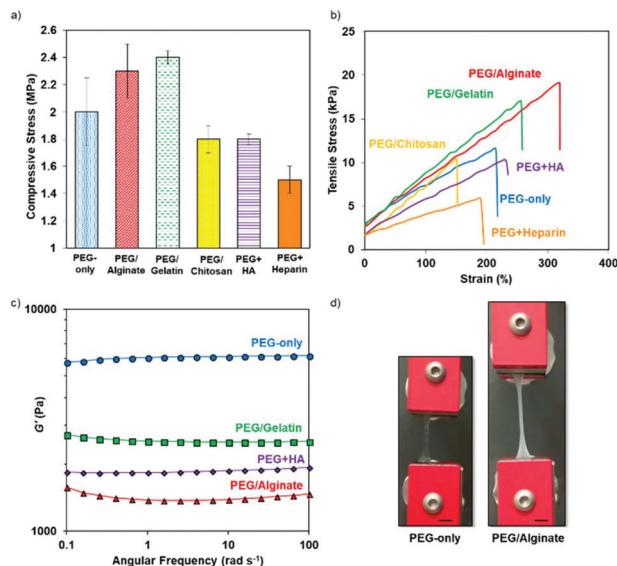 a)
Compressive Stress (MPa)
2.6
2.4
2.2
2
1.8
1.6
1.4
1.2
1
PEG-
only
PEG/
Alginate
PEG/
Gelatin
PEG/
Chitosan
PEG+
HA
PEG+
Heparin
b)
Tensile Stress (kPa)
25
20
15
10
5
0
PEG/Alginate
PEG/Gelatin
PEG/Chitosan
PEG+HA
PEG-only
PEG+Heparin
0 100 200 300 400
Strain (%)
c)
G' (Pa)
10000
1000
PEG-only
PEG/Gelatin
PEG+HA
PEG/Alginate
0.1 1 10 100
Angular Frequency (rad s⁻¹)
d)
PEG-only
PEG/Alginate